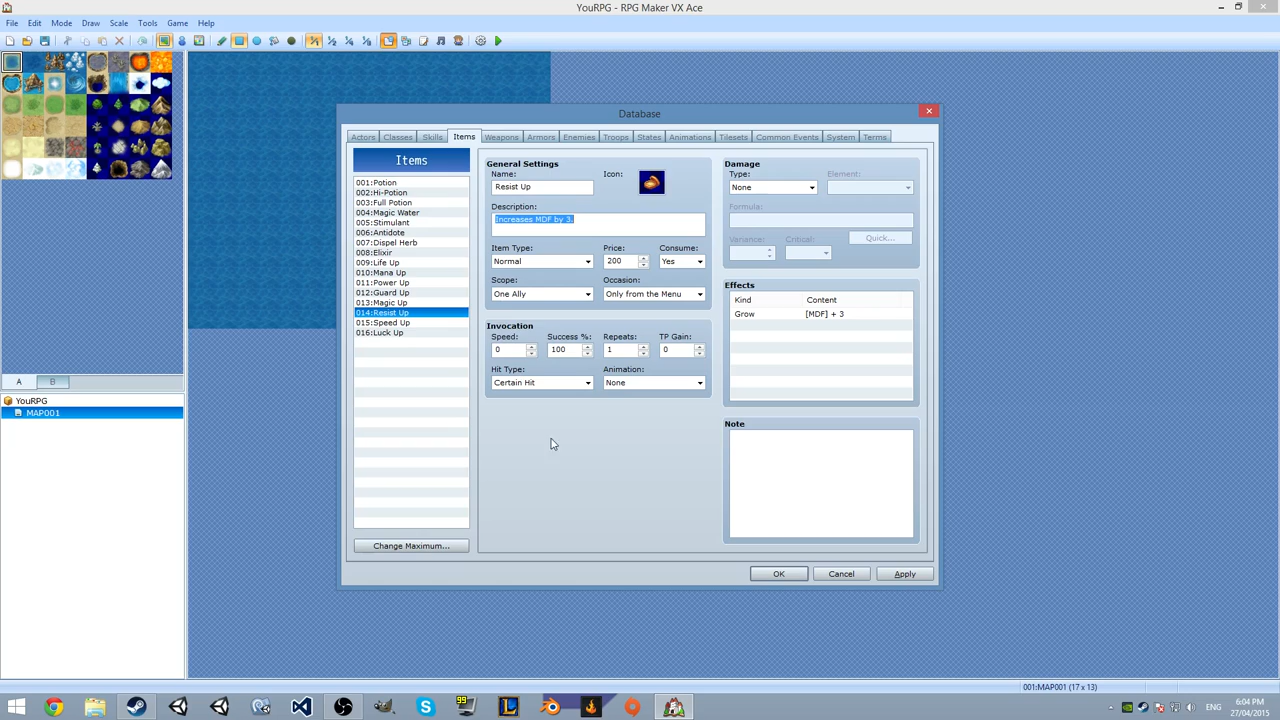 YouRPG - RPG Maker VX Ace
File Edit Mode Draw Scale Tools Game Help
Database
Actors Classes Skills Items Weapons Armors Enemies Troops States Animations Tilesets Common Events System Terms
Items
001:Potion
002:Hi-Potion
003:Full Potion
004:Magic Water
005:Stimulant
006:Antidote
007:Dispel Herb
008:Elixir
009:Life Up
010:Mana Up
011:Power Up
012:Guard Up
013:Magic Up
014:Resist Up
015:Speed Up
016:Luck Up
Change Maximum...
General Settings
Name: Icon:
Resist Up
Description:
Increases MDF by 3.
Item Type: Price: Consume:
Normal 200 Yes
Scope: Occasion:
One Ally Only from the Menu
Invocation
Speed: Success %: Repeats: TP Gain:
0 100 1 0
Hit Type: Animation:
Certain Hit None
Damage
Type: Element:
None
Formula:
Variance: Critical: Quick...
Effects
Kind Content
Grow [MDF] + 3
Note
OK Cancel Apply
A B
YouRPG
MAP001
001:MAP001 (17 x 13)
99
ENG
6:04 PM
27/04/2015